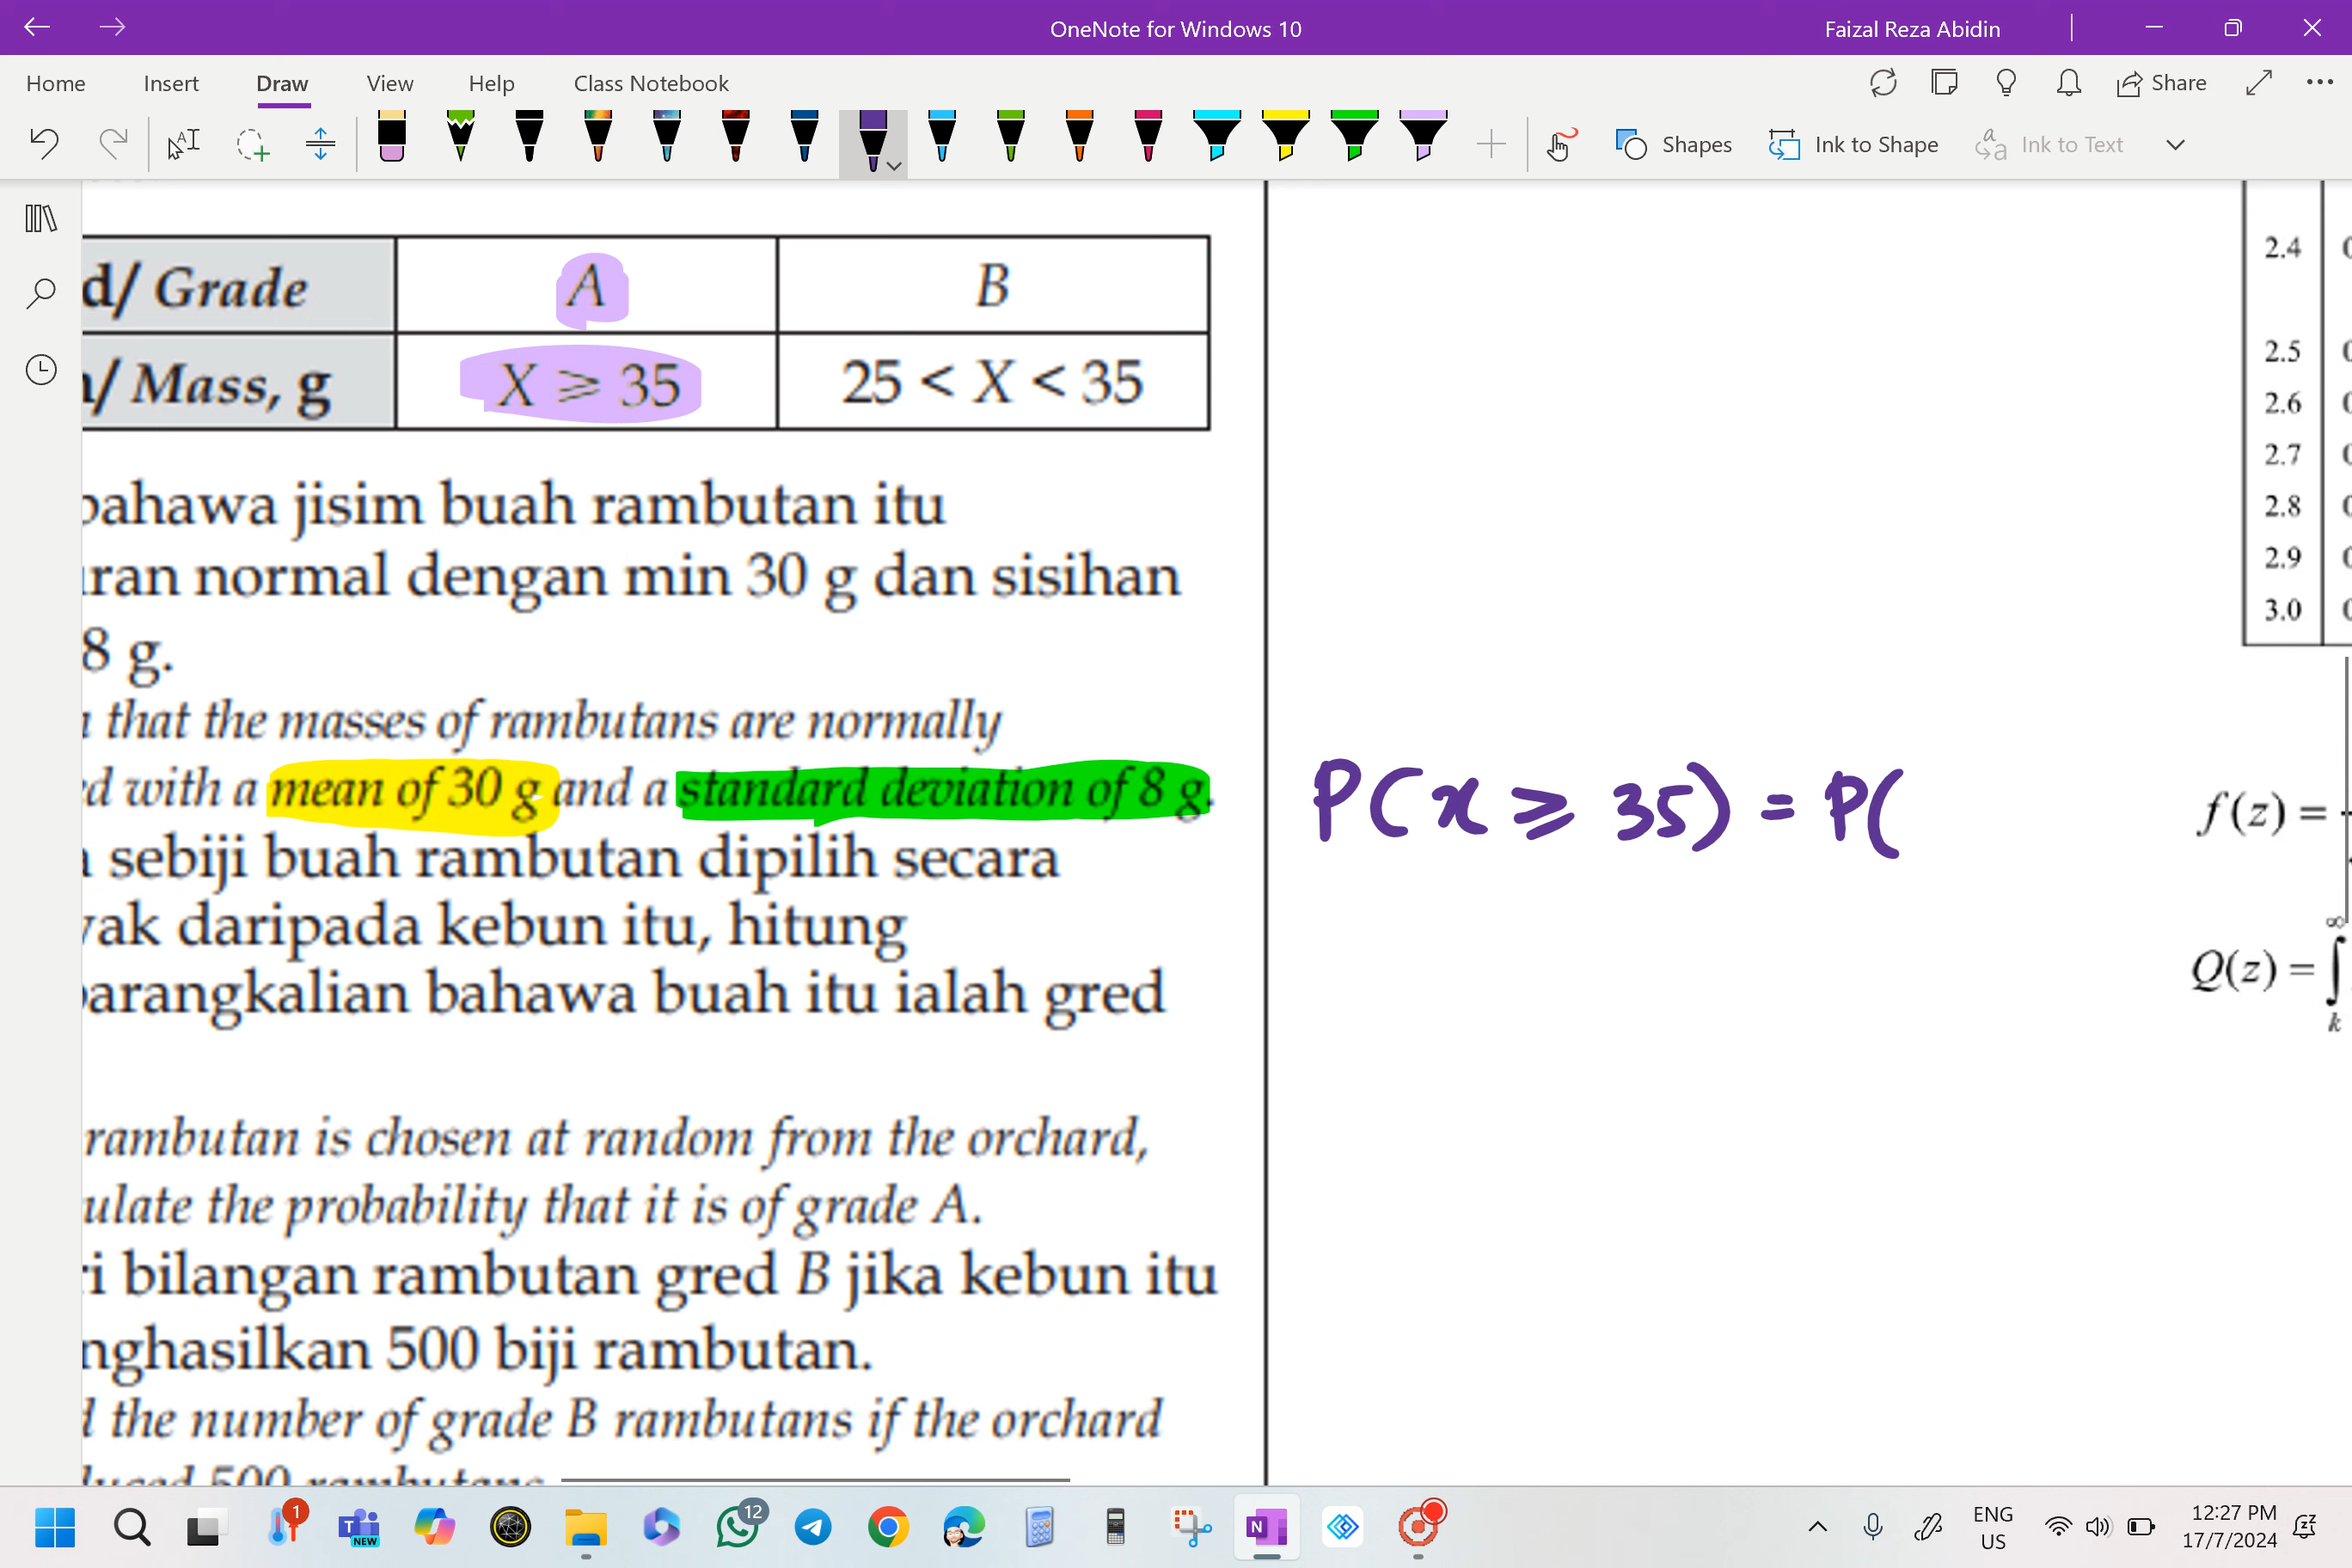 OneNote for Windows 10
Faizal Reza Abidin
Home Insert Draw View Help Class Notebook
Share
Shapes Ink to Shape Ink to Text
d/ Grade A B
/ Mass, g X ⩾ 35 25 < X < 35
bahawa jisim buah rambutan itu
ran normal dengan min 30 g dan sisihan
8 g.
that the masses of rambutans are normally
d with a mean of 30 g and a standard deviation of 8 g.
sebiji buah rambutan dipilih secara
ak daripada kebun itu, hitung
arangkalian bahawa buah itu ialah gred
rambutan is chosen at random from the orchard,
ulate the probability that it is of grade A.
i bilangan rambutan gred B jika kebun itu
nghasilkan 500 biji rambutan.
the number of grade B rambutans if the orchard
500 rambutans
P(x ⩾ 35) = P(
2.4
2.5
2.6
2.7
2.8
2.9
3.0
f(z) =
Q(z) = ∫
∞
k
1
NEW
12
ENG
US
12:27 PM
17/7/2024